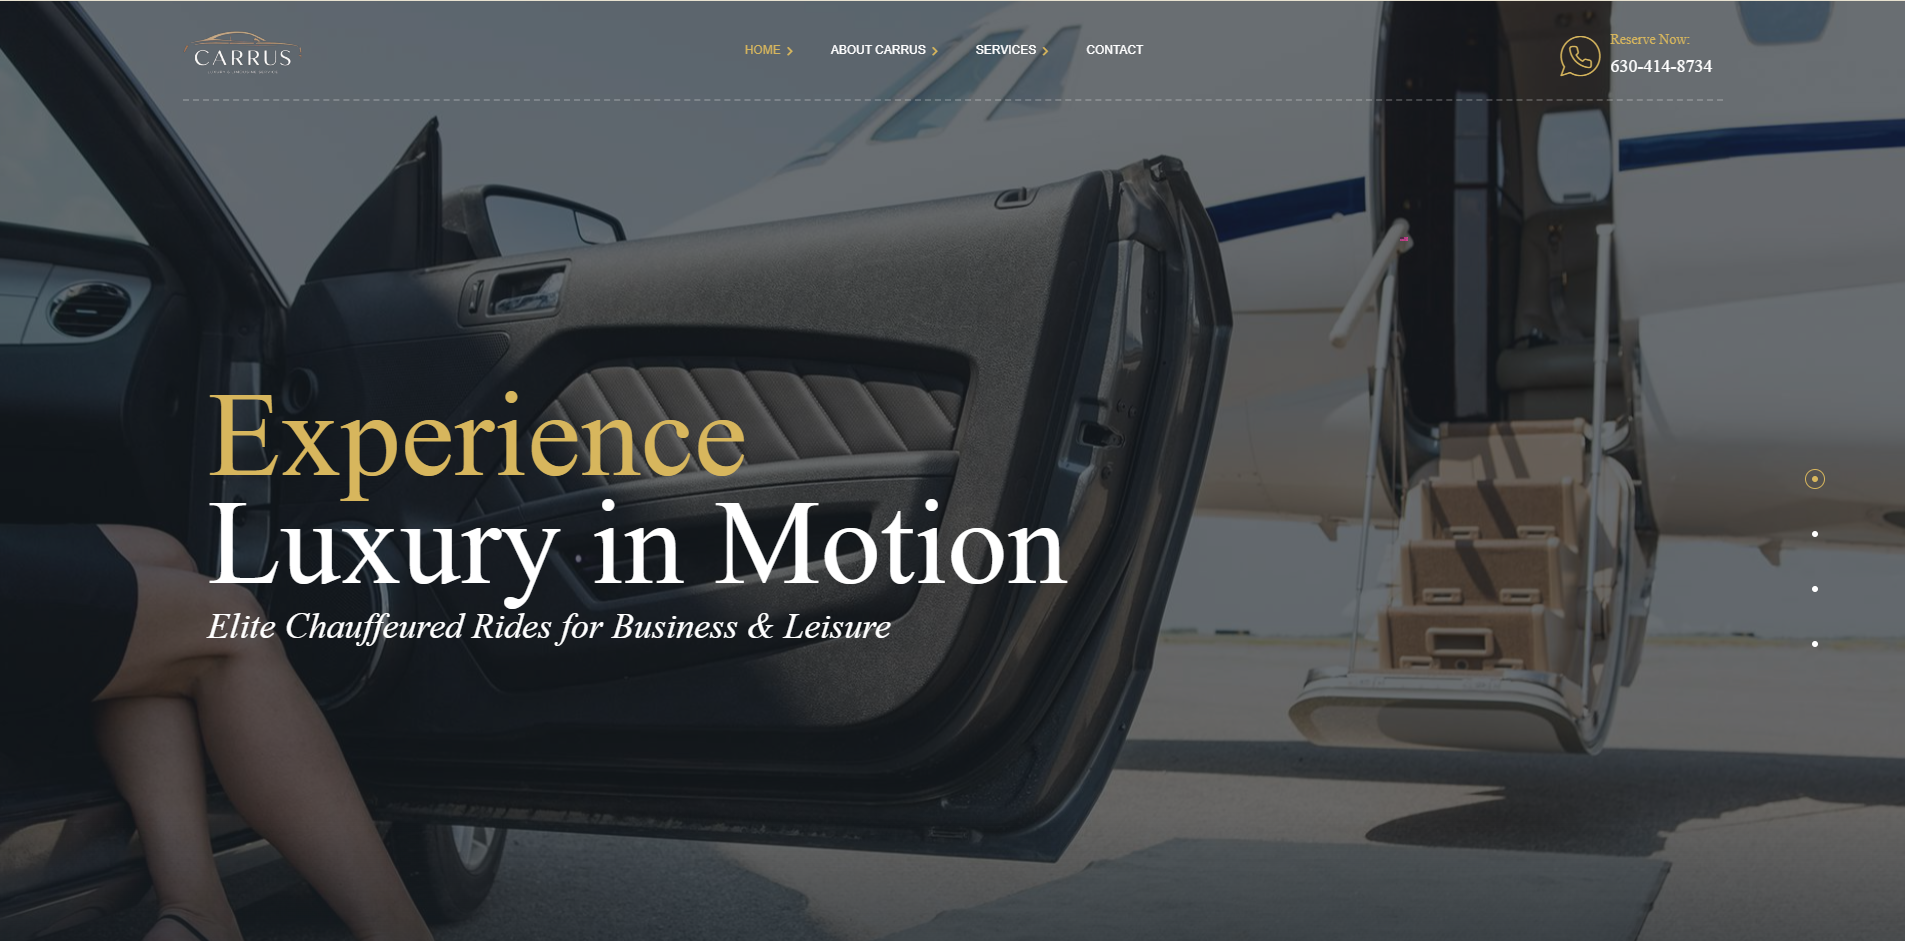 CARRUS
HOME
ABOUT CARRUS
SERVICES
CONTACT
Reserve Now:
630-414-8734
Experience
Luxury in Motion
Elite Chauffeured Rides for Business & Leisure